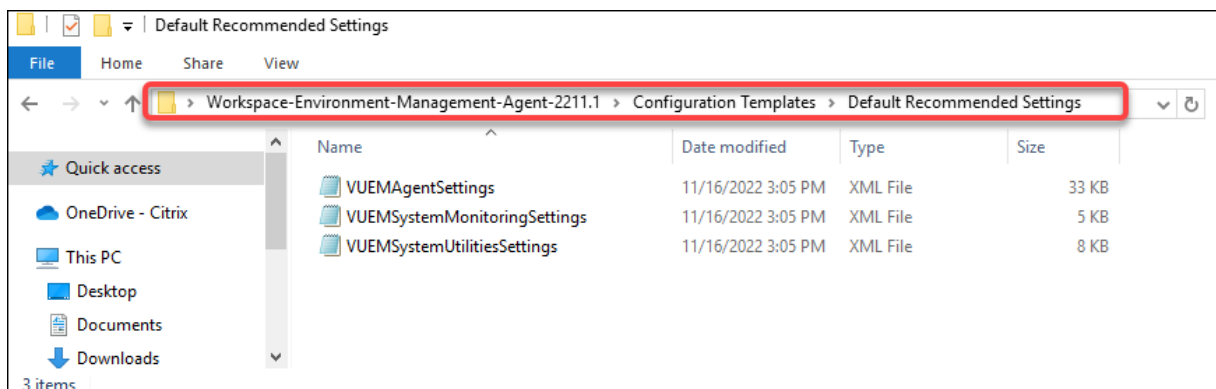 Default Recommended Settings
File Home Share View
Workspace-Environment-Management-Agent-2211.1 > Configuration Templates > Default Recommended Settings
Name Date modified Type Size
Quick access
VUEMAgentSettings 11/16/2022 3:05 PM XML File 33 KB
OneDrive - Citrix
VUEMSystemMonitoringSettings 11/16/2022 3:05 PM XML File 5 KB
VUEMSystemUtilitiesSettings 11/16/2022 3:05 PM XML File 8 KB
This PC
Desktop
Documents
Downloads
3 items